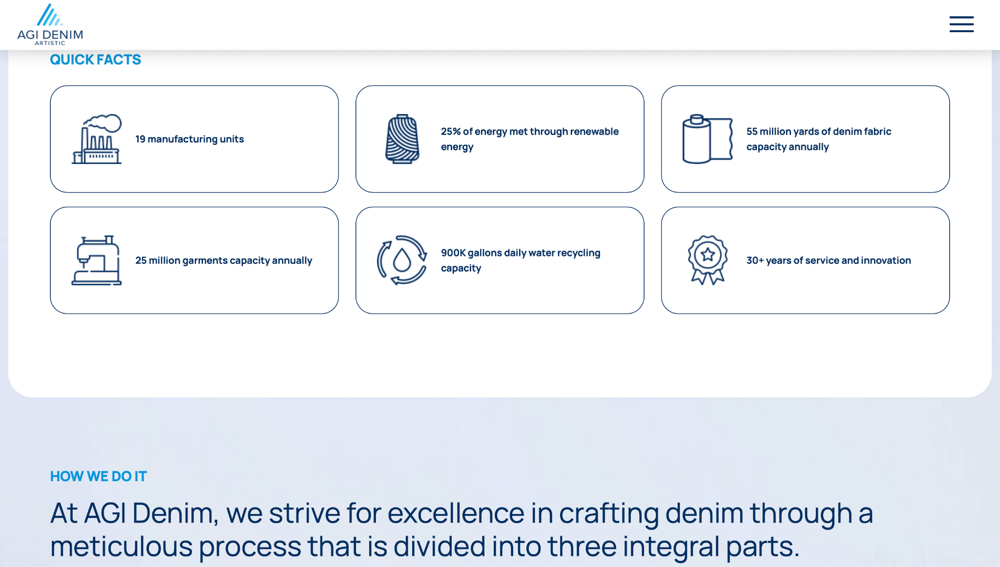 AGI DENIM
ARTISTIC
QUICK FACTS
19 manufacturing units
25% of energy met through renewable
energy
55 million yards of denim fabric
capacity annually
25 million garments capacity annually
900K gallons daily water recycling
capacity
30+ years of service and innovation
HOW WE DO IT
At AGI Denim, we strive for excellence in crafting denim through a
meticulous process that is divided into three integral parts.